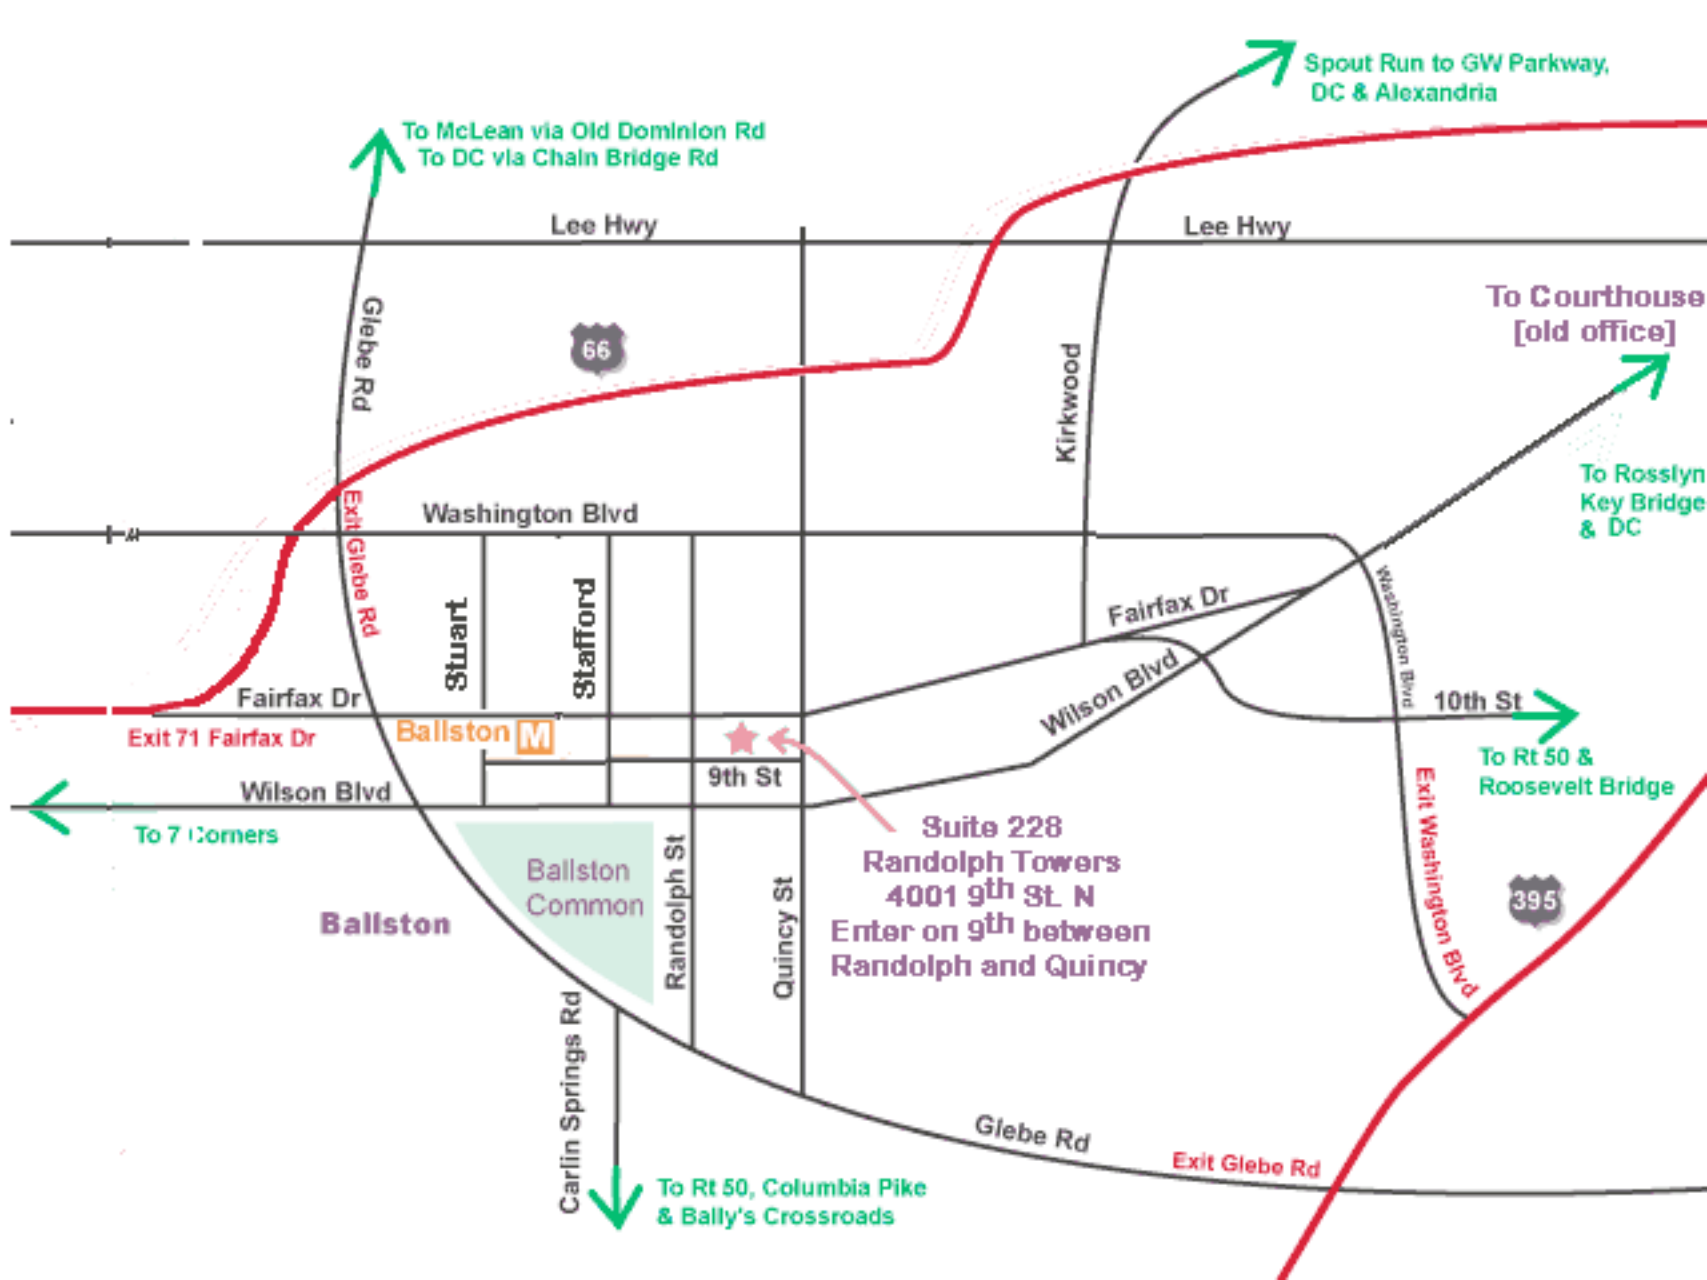 Spout Run to GW Parkway,
DC & Alexandria
To McLean via Old Dominion Rd
To DC via Chain Bridge Rd
Lee Hwy
Lee Hwy
To Courthouse
[old office]
Glebe Rd
66
Kirkwood
To Rosslyn
Key Bridge
& DC
Exit Glebe Rd
Washington Blvd
Washington Blvd
Stuart
Stafford
Fairfax Dr
Wilson Blvd
Fairfax Dr
10th St
Exit 71 Fairfax Dr
Ballston M
9th St
To Rt 50 &
Roosevelt Bridge
Wilson Blvd
To 7 Corners
Suite 228
Randolph Towers
4001 9th St. N
Enter on 9th between
Randolph and Quincy
Ballston
Common
Ballston
Randolph St
Quincy St
Exit Washington Blvd
395
Carlin Springs Rd
Glebe Rd
Exit Glebe Rd
To Rt 50, Columbia Pike
& Bally's Crossroads